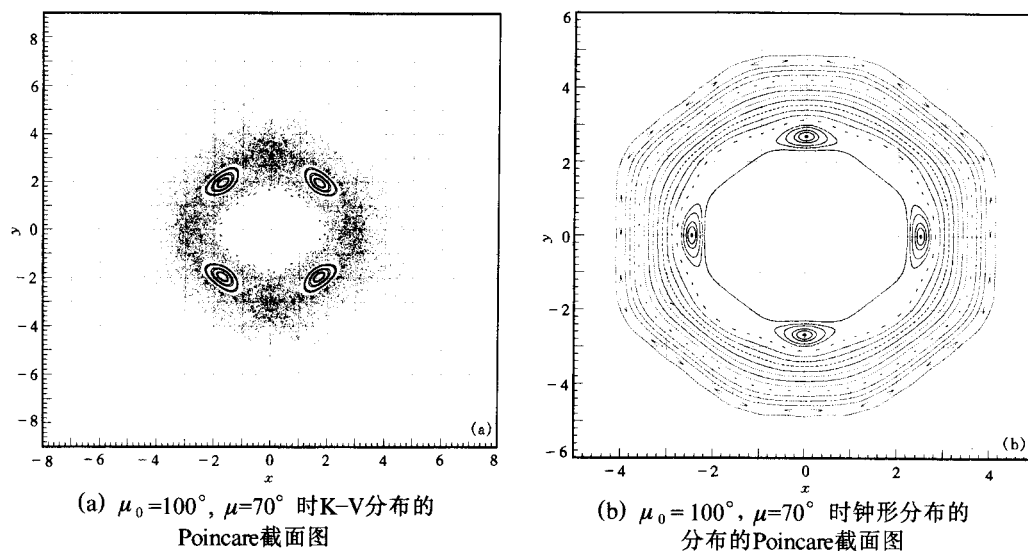 8
6
4
2
0
-2
-4
-6
-8
y
-8 -6 -4 -2 0 2 4 6 8
x
(a)
(a) μ₀=100°, μ=70° 时K-V分布的
Poincare截面图
6
4
2
0
-2
-4
-6
y
-4 -2 0 2 4
x
(b)
(b) μ₀=100°, μ=70° 时钟形分布的
分布的Poincare截面图